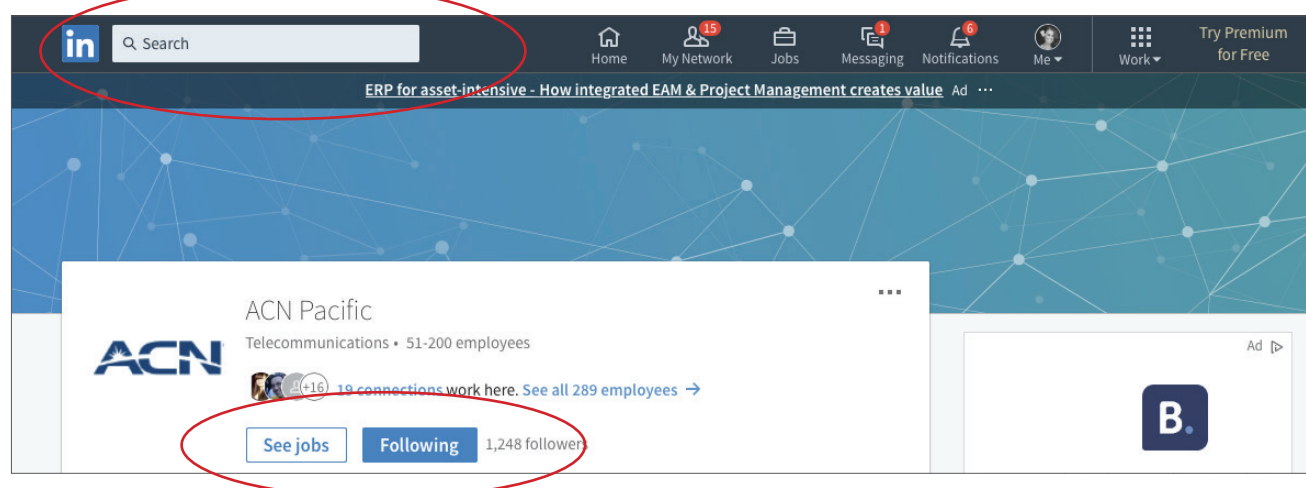 in Search
15 1 6
Home My Network Jobs Messaging Notifications Me Work Try Premium
for Free
ERP for asset-intensive - How integrated EAM & Project Management creates value Ad ...
ACN Pacific
ACN
Telecommunications • 51-200 employees
+16 19 connections work here. See all 289 employees →
See jobs Following 1,248 followers
Ad
B.